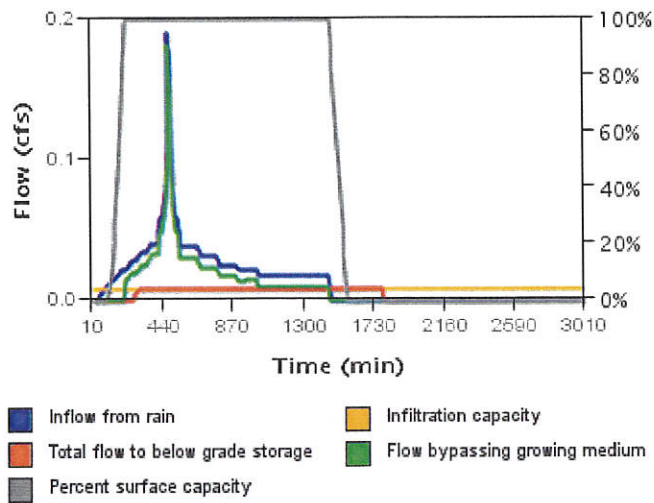 0.2
100%
80%
60%
0.1
40%
20%
0.0
0%
Flow (cfs)
10 440 870 1300 1730 2160 2590 3010
Time (min)
Inflow from rain
Infiltration capacity
Total flow to below grade storage
Flow bypassing growing medium
Percent surface capacity